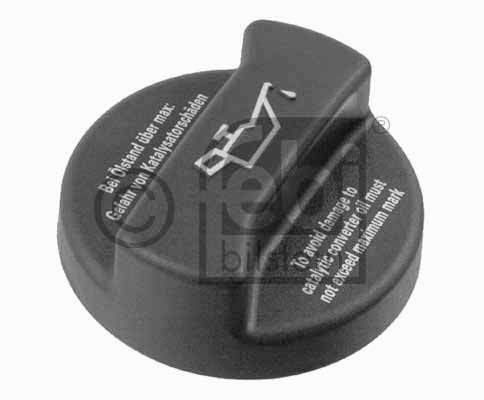 Bei Ölstand über max:
Gefahr von Katalysatorschäden
To avoid damage to
catalytic converter oil must
not exceed maximum mark
© febi ®
bilstein